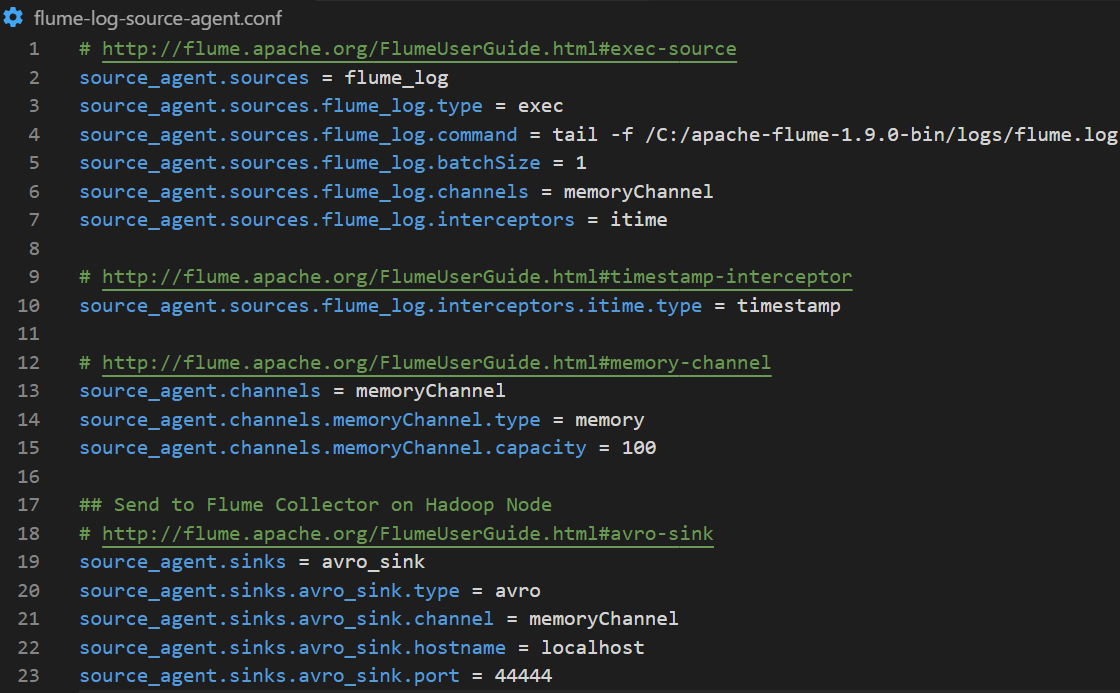 flume-log-source-agent.conf
1 # http://flume.apache.org/FlumeUserGuide.html#exec-source
2 source_agent.sources = flume_log
3 source_agent.sources.flume_log.type = exec
4 source_agent.sources.flume_log.command = tail -f /C:/apache-flume-1.9.0-bin/logs/flume.log
5 source_agent.sources.flume_log.batchSize = 1
6 source_agent.sources.flume_log.channels = memoryChannel
7 source_agent.sources.flume_log.interceptors = itime
8
9 # http://flume.apache.org/FlumeUserGuide.html#timestamp-interceptor
10 source_agent.sources.flume_log.interceptors.itime.type = timestamp
11
12 # http://flume.apache.org/FlumeUserGuide.html#memory-channel
13 source_agent.channels = memoryChannel
14 source_agent.channels.memoryChannel.type = memory
15 source_agent.channels.memoryChannel.capacity = 100
16
17 ## Send to Flume Collector on Hadoop Node
18 # http://flume.apache.org/FlumeUserGuide.html#avro-sink
19 source_agent.sinks = avro_sink
20 source_agent.sinks.avro_sink.type = avro
21 source_agent.sinks.avro_sink.channel = memoryChannel
22 source_agent.sinks.avro_sink.hostname = localhost
23 source_agent.sinks.avro_sink.port = 44444